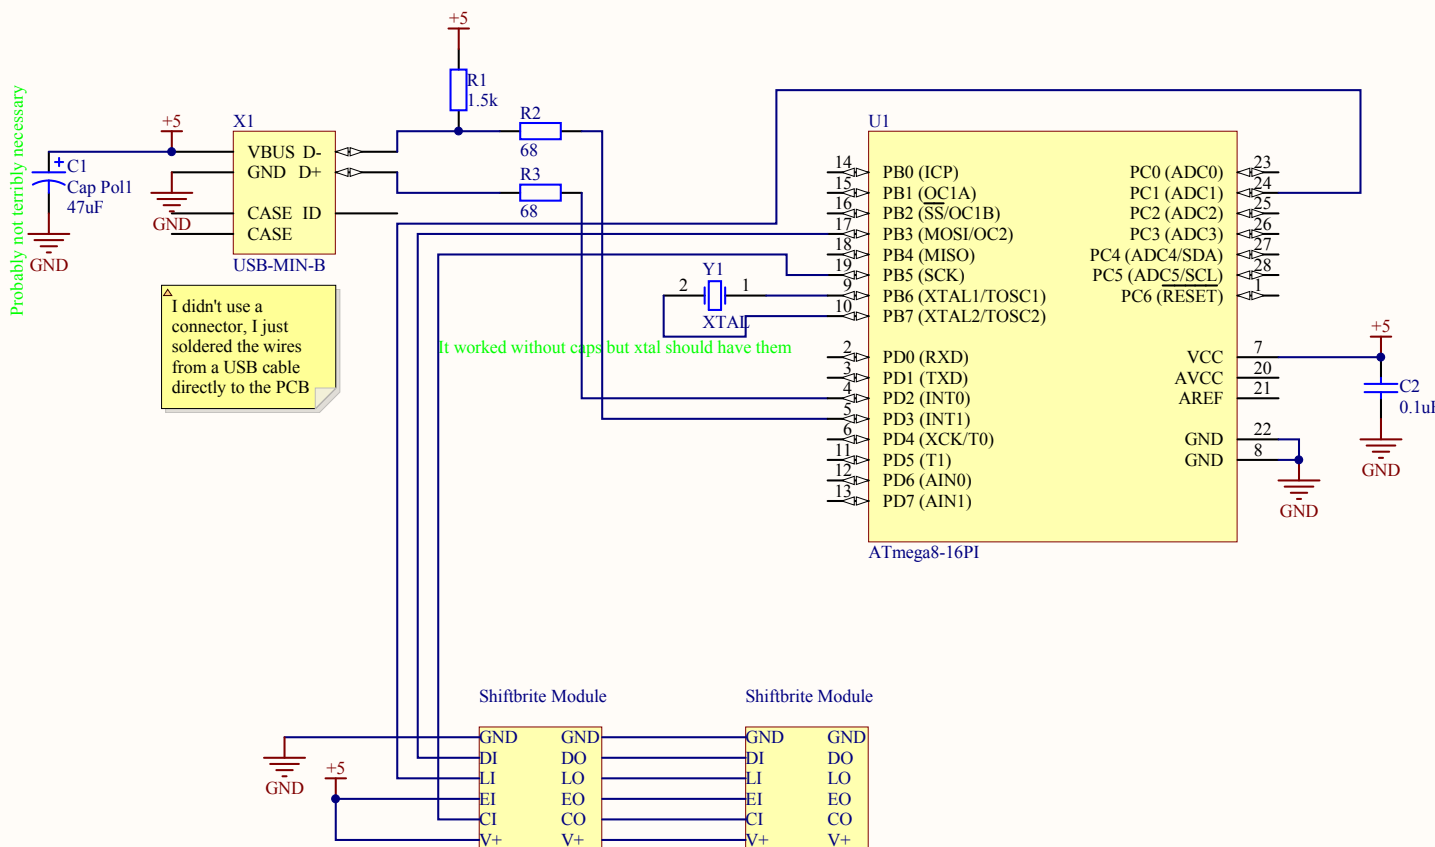 +5
R1
1.5k
Probably not terribly necessary
+5
X1
R2
68
U1
C1
Cap Pol1
47uF
VBUS D-
GND D+
CASE ID
CASE
GND
GND
USB-MIN-B
R3
68
14 PB0 (ICP)
15 PB1 (OC1A)
16 PB2 (SS/OC1B)
17 PB3 (MOSI/OC2)
18 PB4 (MISO)
19 PB5 (SCK)
9 PB6 (XTAL1/TOSC1)
10 PB7 (XTAL2/TOSC2)
2 PD0 (RXD)
3 PD1 (TXD)
4 PD2 (INT0)
5 PD3 (INT1)
6 PD4 (XCK/T0)
11 PD5 (T1)
12 PD6 (AIN0)
13 PD7 (AIN1)
PC0 (ADC0) 23
PC1 (ADC1) 24
PC2 (ADC2) 25
PC3 (ADC3) 26
PC4 (ADC4/SDA) 27
PC5 (ADC5/SCL) 28
PC6 (RESET) 1
VCC 7
AVCC 20
AREF 21
GND 22
GND 8
ATmega8-16PI
Y1
2 1
XTAL
It worked without caps but xtal should have them
I didn't use a
connector, I just
soldered the wires
from a USB cable
directly to the PCB
+5
C2
0.1uF
GND
GND
Shiftbrite Module
Shiftbrite Module
GND
+5
GND GND
DI DO
LI LO
EI EO
CI CO
V+ V+
GND GND
DI DO
LI LO
EI EO
CI CO
V+ V+